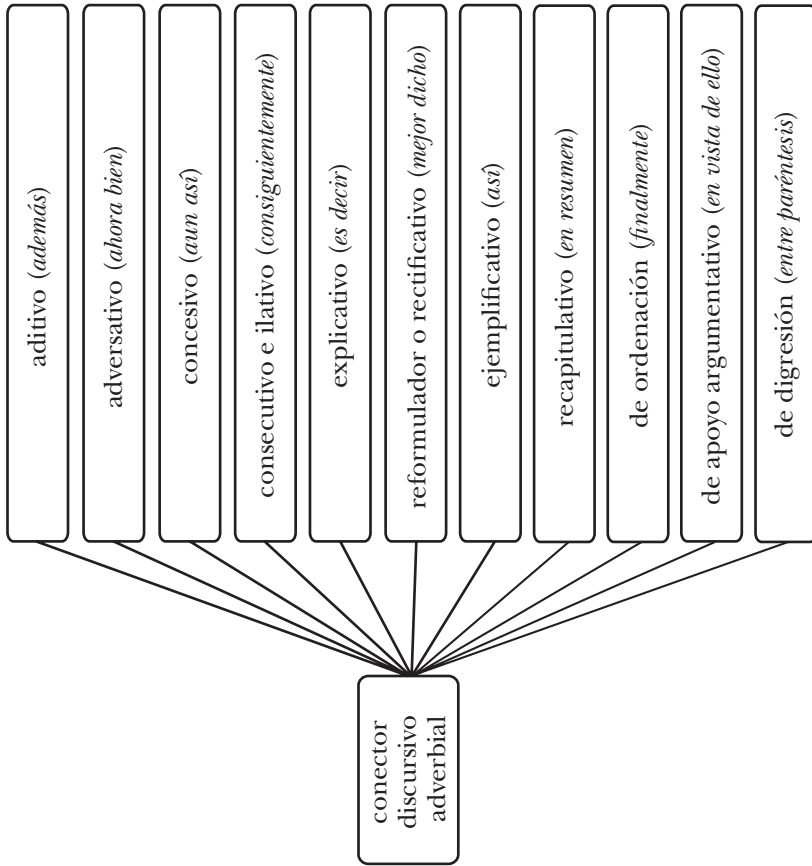 conector
discursivo
adverbial
aditivo (además)
adversativo (ahora bien)
concesivo (aun así)
consecutivo e ilativo (consiguientemente)
explicativo (es decir)
reformulador o rectificativo (mejor dicho)
ejemplificativo (así)
recapitulativo (en resumen)
de ordenación (finalmente)
de apoyo argumentativo (en vista de ello)
de digresión (entre paréntesis)